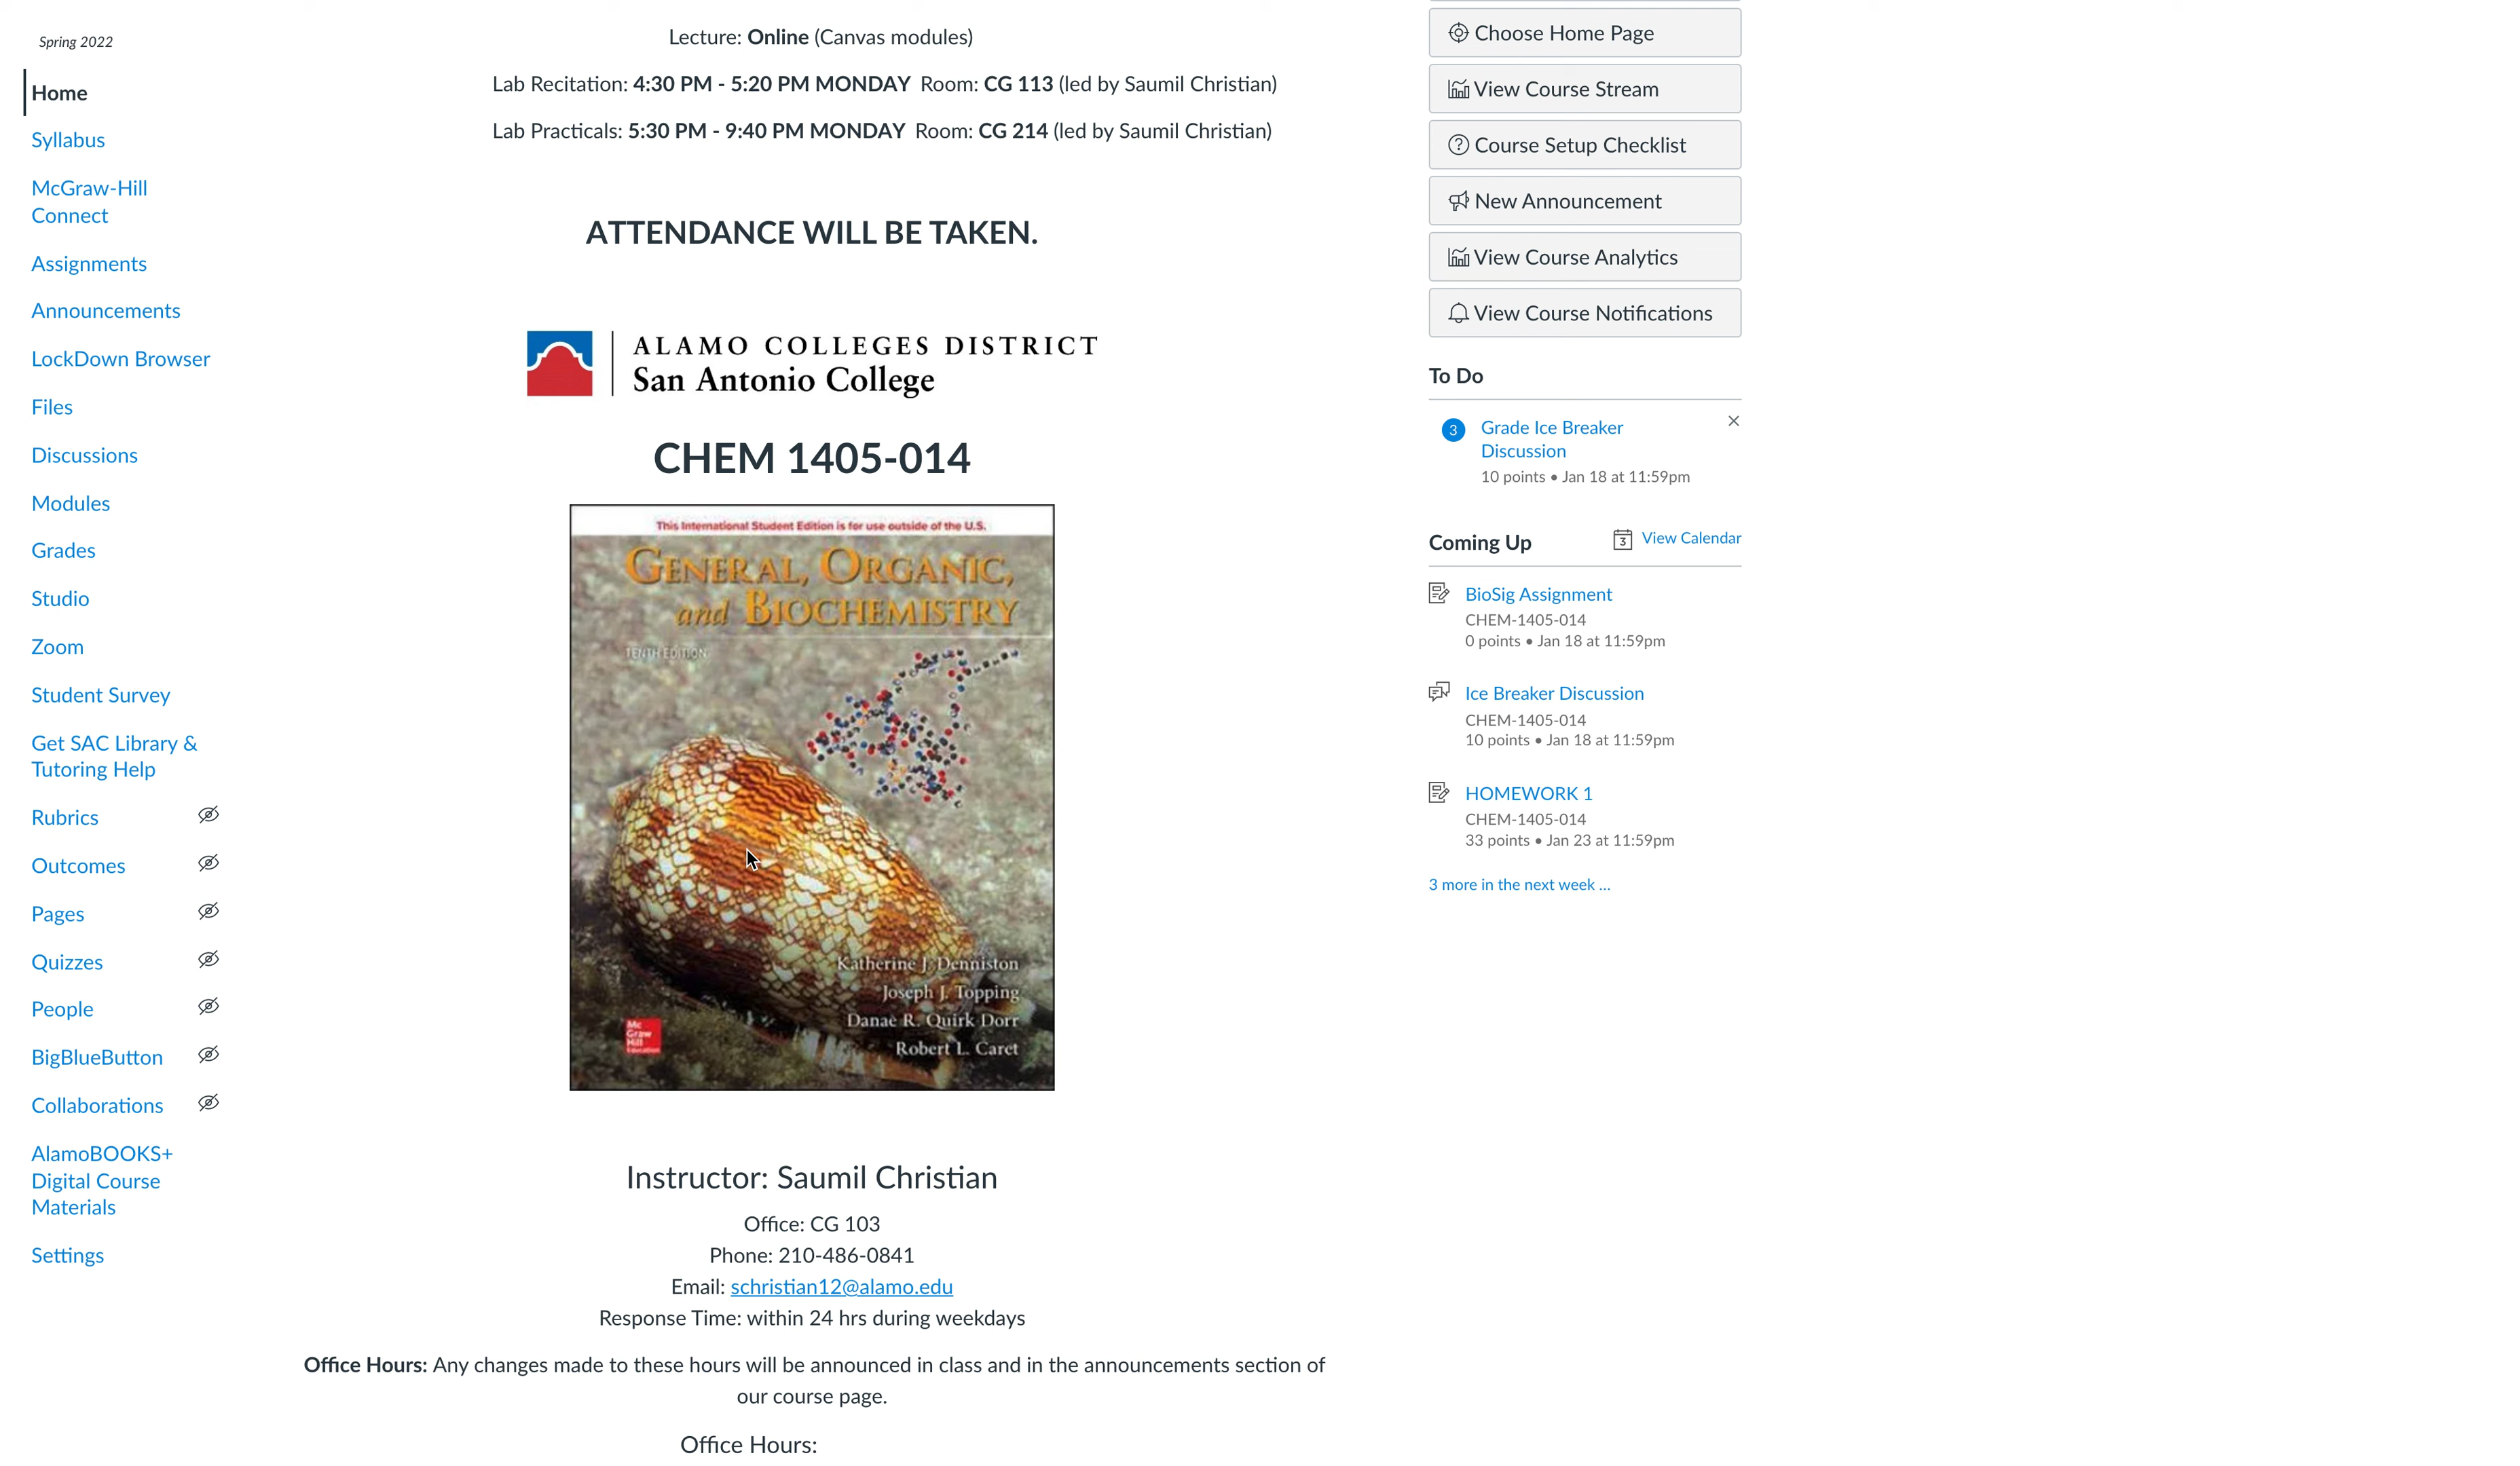 Spring 2022
Home
Syllabus
McGraw-Hill
Connect
Assignments
Announcements
LockDown Browser
Files
Discussions
Modules
Grades
Studio
Zoom
Student Survey
Get SAC Library &
Tutoring Help
Rubrics
Outcomes
Pages
Quizzes
People
BigBlueButton
Collaborations
AlamoBOOKS+
Digital Course
Materials
Settings
Lecture: Online (Canvas modules)
Lab Recitation: 4:30 PM - 5:20 PM MONDAY Room: CG 113 (led by Saumil Christian)
Lab Practicals: 5:30 PM - 9:40 PM MONDAY Room: CG 214 (led by Saumil Christian)
ATTENDANCE WILL BE TAKEN.
ALAMO COLLEGES DISTRICT
San Antonio College
CHEM 1405-014
This International Student Edition is for use outside of the U.S.
GENERAL, ORGANIC,
and BIOCHEMISTRY
TENTH EDITION
Katherine J. Denniston
Joseph J. Topping
Danae R. Quirk Dorr
Robert L. Caret
Mc
Graw
Hill
Education
Instructor: Saumil Christian
Office: CG 103
Phone: 210-486-0841
Email: schristian12@alamo.edu
Response Time: within 24 hrs during weekdays
Office Hours: Any changes made to these hours will be announced in class and in the announcements section of
our course page.
Office Hours:
Choose Home Page
View Course Stream
Course Setup Checklist
New Announcement
View Course Analytics
View Course Notifications
To Do
3
Grade Ice Breaker
Discussion
10 points • Jan 18 at 11:59pm
Coming Up
3 View Calendar
BioSig Assignment
CHEM-1405-014
0 points • Jan 18 at 11:59pm
Ice Breaker Discussion
CHEM-1405-014
10 points • Jan 18 at 11:59pm
HOMEWORK 1
CHEM-1405-014
33 points • Jan 23 at 11:59pm
3 more in the next week ...